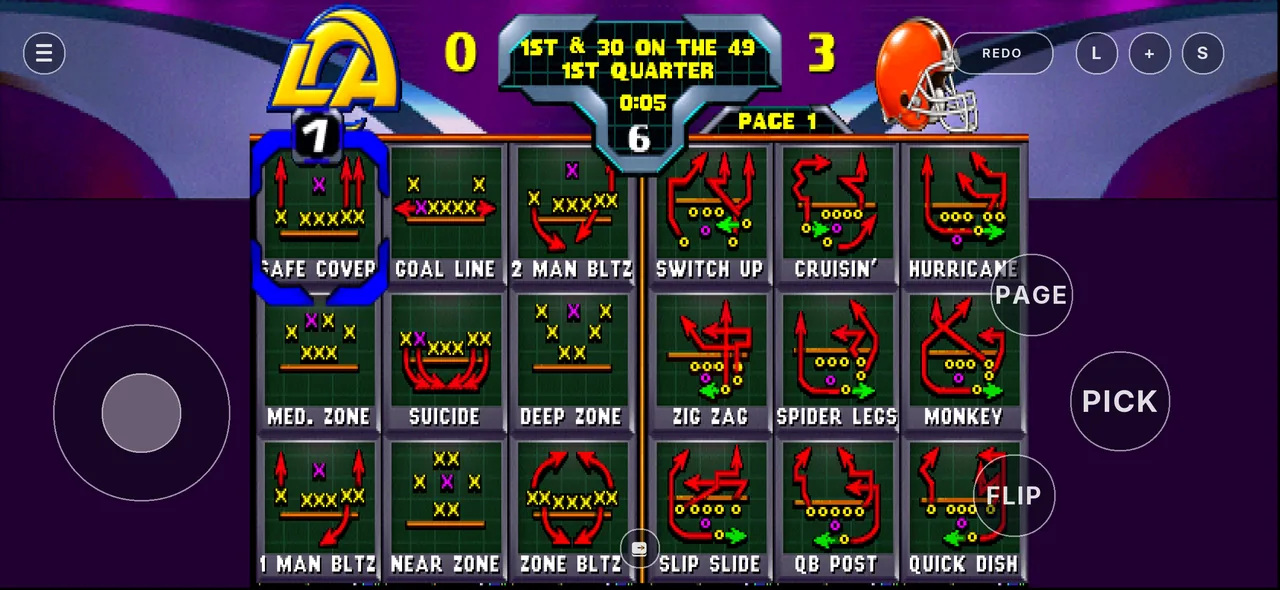 LA
0
1ST & 30 ON THE 49
1ST QUARTER
0:05
6
3
REDO
L
+
S
PAGE 1
1
SAFE COVER
GOAL LINE
2 MAN BLTZ
SWITCH UP
CRUISIN'
HURRICANE
PAGE
MED. ZONE
SUICIDE
DEEP ZONE
ZIG ZAG
SPIDER LEGS
MONKEY
PICK
FLIP
1 MAN BLTZ
NEAR ZONE
ZONE BLTZ
SLIP SLIDE
QB POST
QUICK DISH